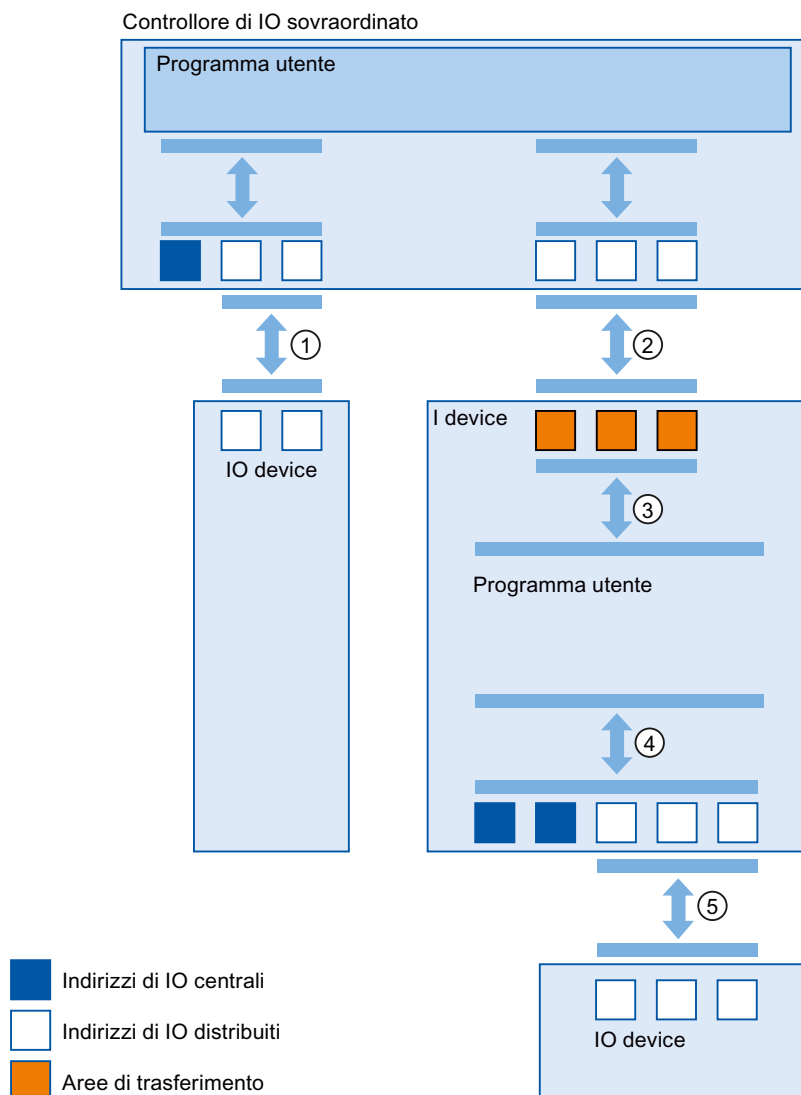 Controllore di IO sovraordinato
Programma utente
①
②
IO device
I device
③
Programma utente
④
⑤
IO device
Indirizzi di IO centrali
Indirizzi di IO distribuiti
Aree di trasferimento